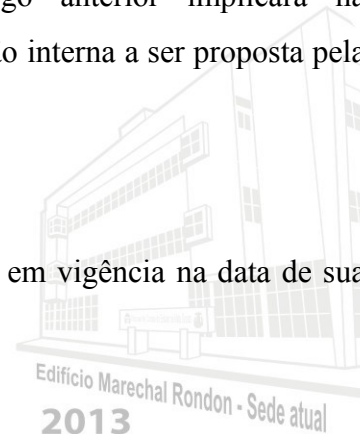 go anterior implicará na
o interna a ser proposta pela
em vigência na data de sua
Edifício Marechal Rondon - Sede atual
2013